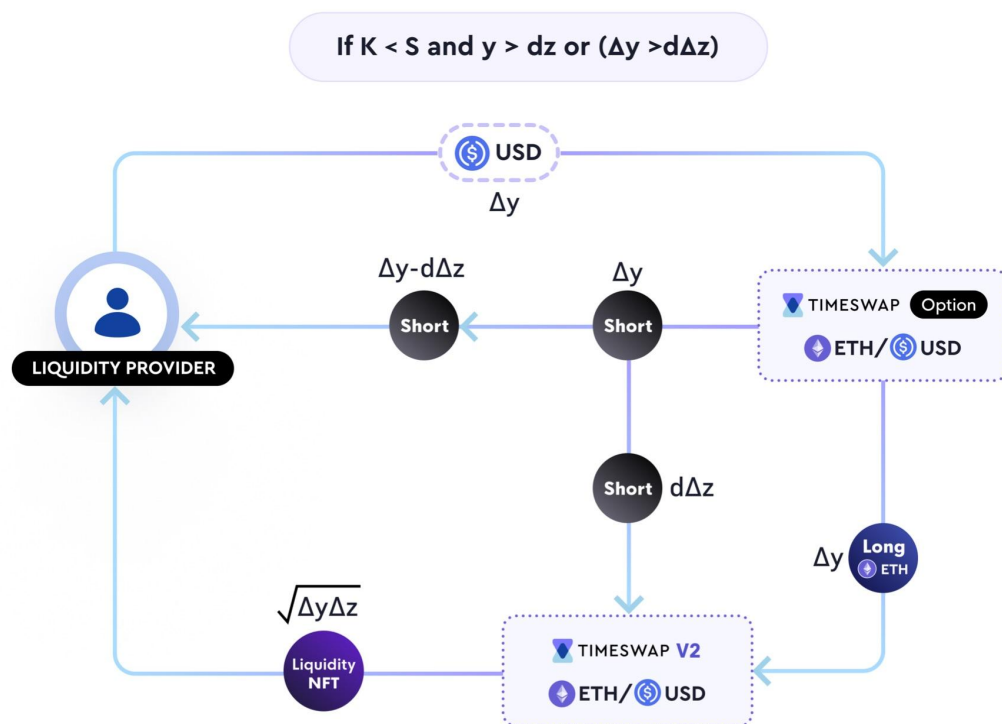 If K < S and y > dz or (Δy >dΔz)
USD
Δy
Δy-dΔz
Δy
Short
Short
TIMESWAP Option
ETH/USD
LIQUIDITY PROVIDER
Short
dΔz
Δy
Long
ETH
√ΔyΔz
Liquidity
NFT
TIMESWAP V2
ETH/USD